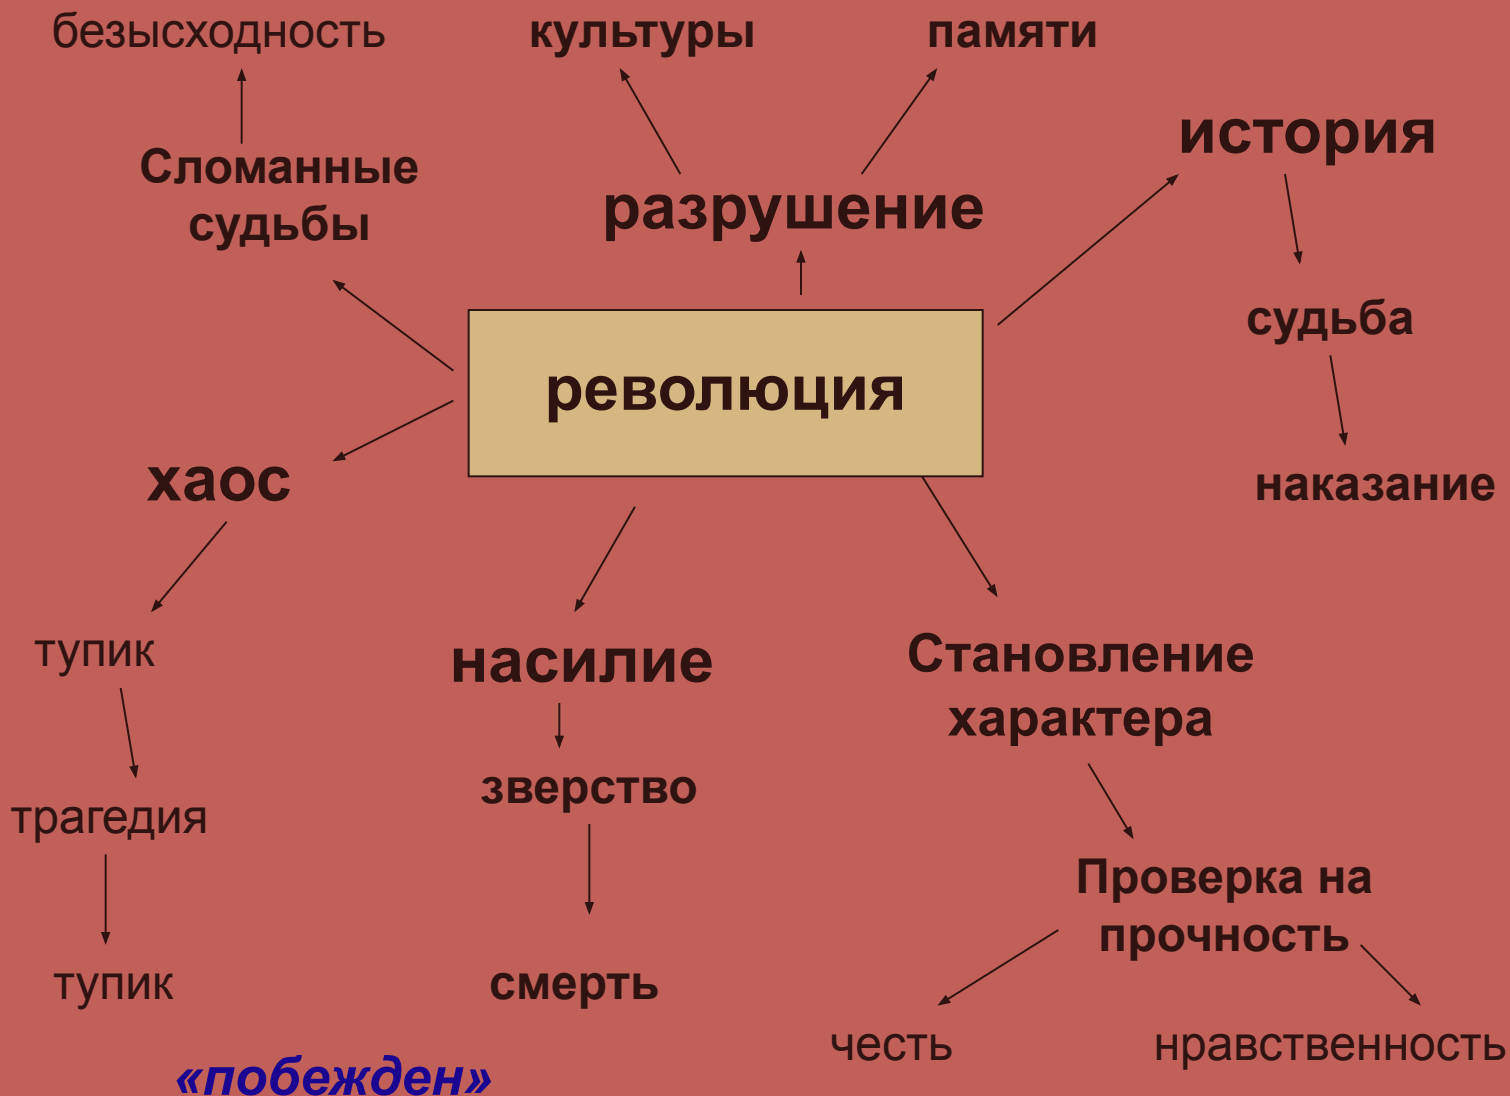 безысходность
культуры
памяти
история
Сломанные
судьбы
разрушение
судьба
революция
хаос
наказание
тупик
насилие
Становление
характера
зверство
трагедия
Проверка на
прочность
тупик
смерть
честь
нравственность
«побежден»